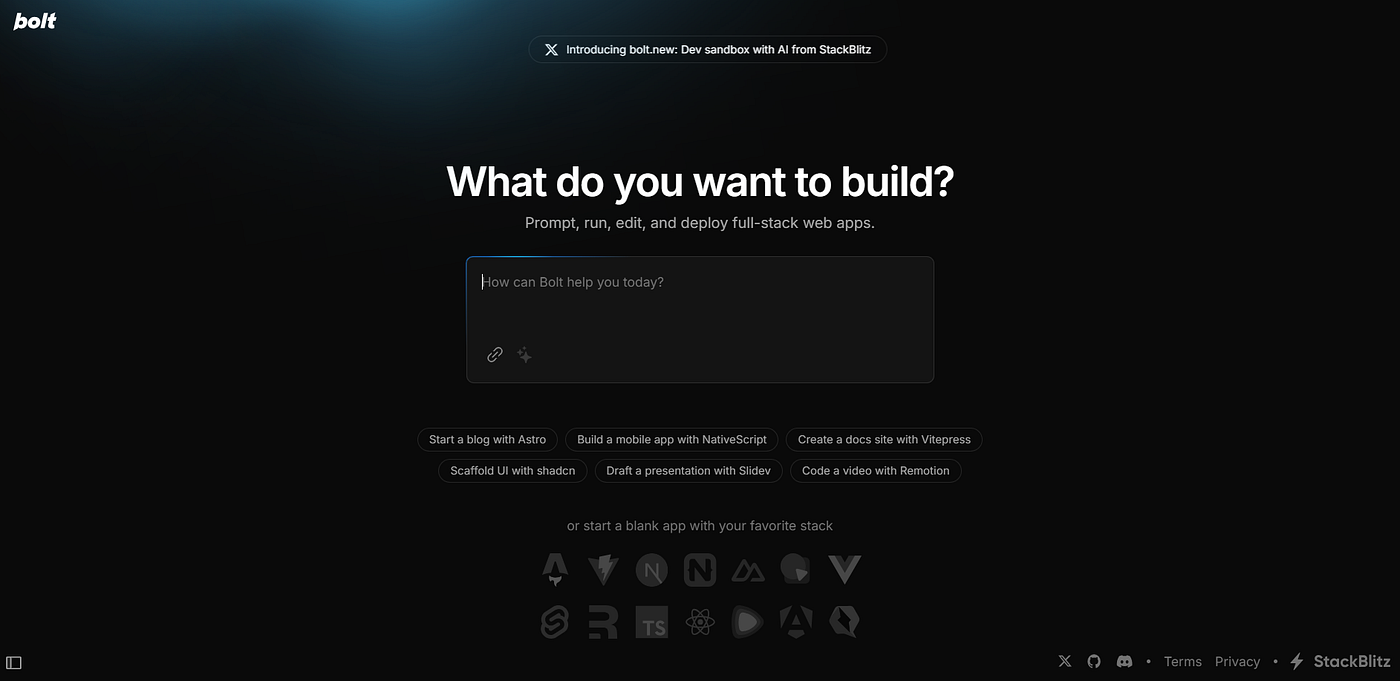 bolt
Introducing bolt.new: Dev sandbox with AI from StackBlitz
What do you want to build?
Prompt, run, edit, and deploy full-stack web apps.
How can Bolt help you today?
Start a blog with Astro
Build a mobile app with NativeScript
Create a docs site with Vitepress
Scaffold UI with shadcn
Draft a presentation with Slidev
Code a video with Remotion
or start a blank app with your favorite stack
N
N
TS
• Terms Privacy • StackBlitz